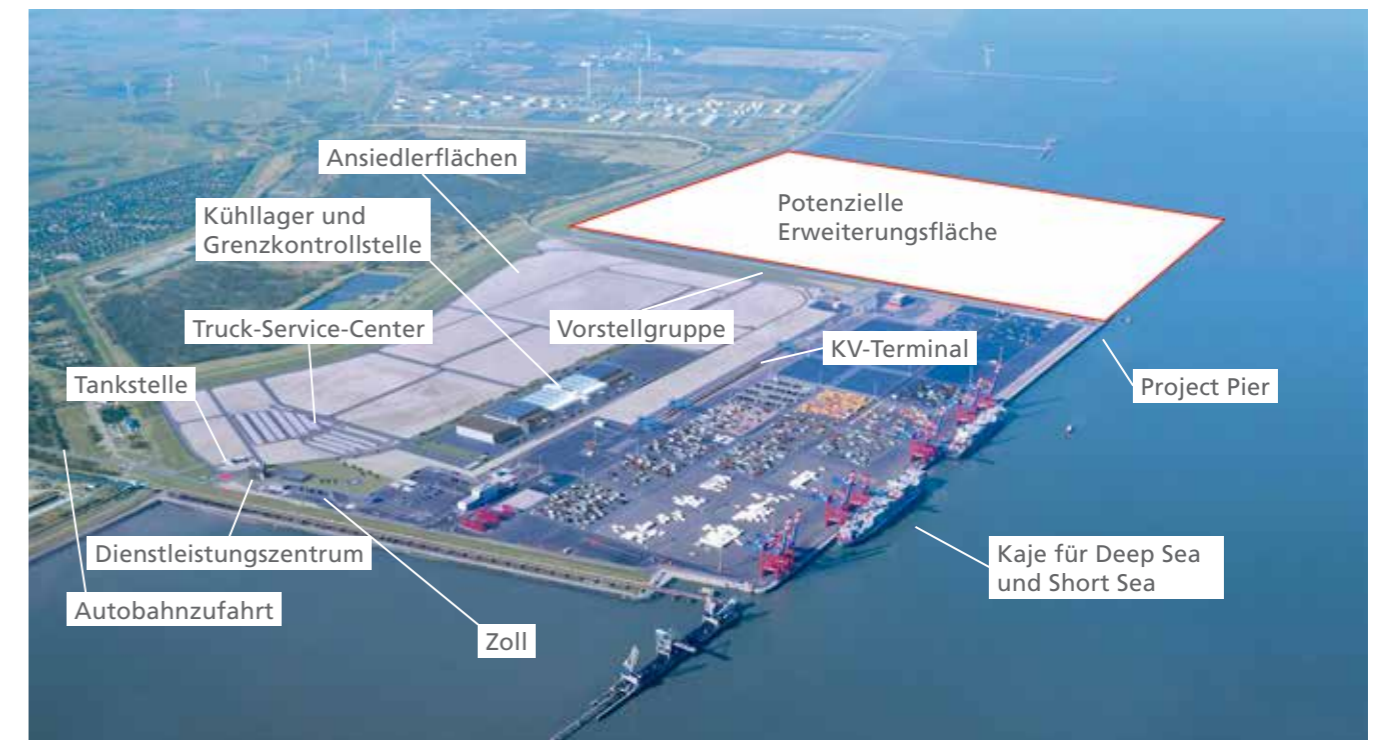 Ansiedlerflächen
Potenzielle
Erweiterungsfläche
Kühllager und
Grenzkontrollstelle
Truck-Service-Center
Vorstellgruppe
KV-Terminal
Tankstelle
Project Pier
Dienstleistungszentrum
Kaje für Deep Sea
und Short Sea
Autobahnzufahrt
Zoll